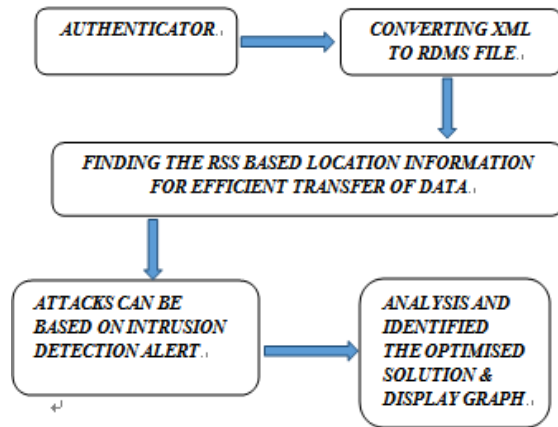 AUTHENTICATOR.
CONVERTING XML
TO RDMS FILE.
FINDING THE RSS BASED LOCATION INFORMATION
FOR EFFICIENT TRANSFER OF DATA.
ATTACKS CAN BE
BASED ON INTRUSION
DETECTION ALERT.
ANALYSIS AND
IDENTIFIED
THE OPTIMISED
SOLUTION &
DISPLAY GRAPH.